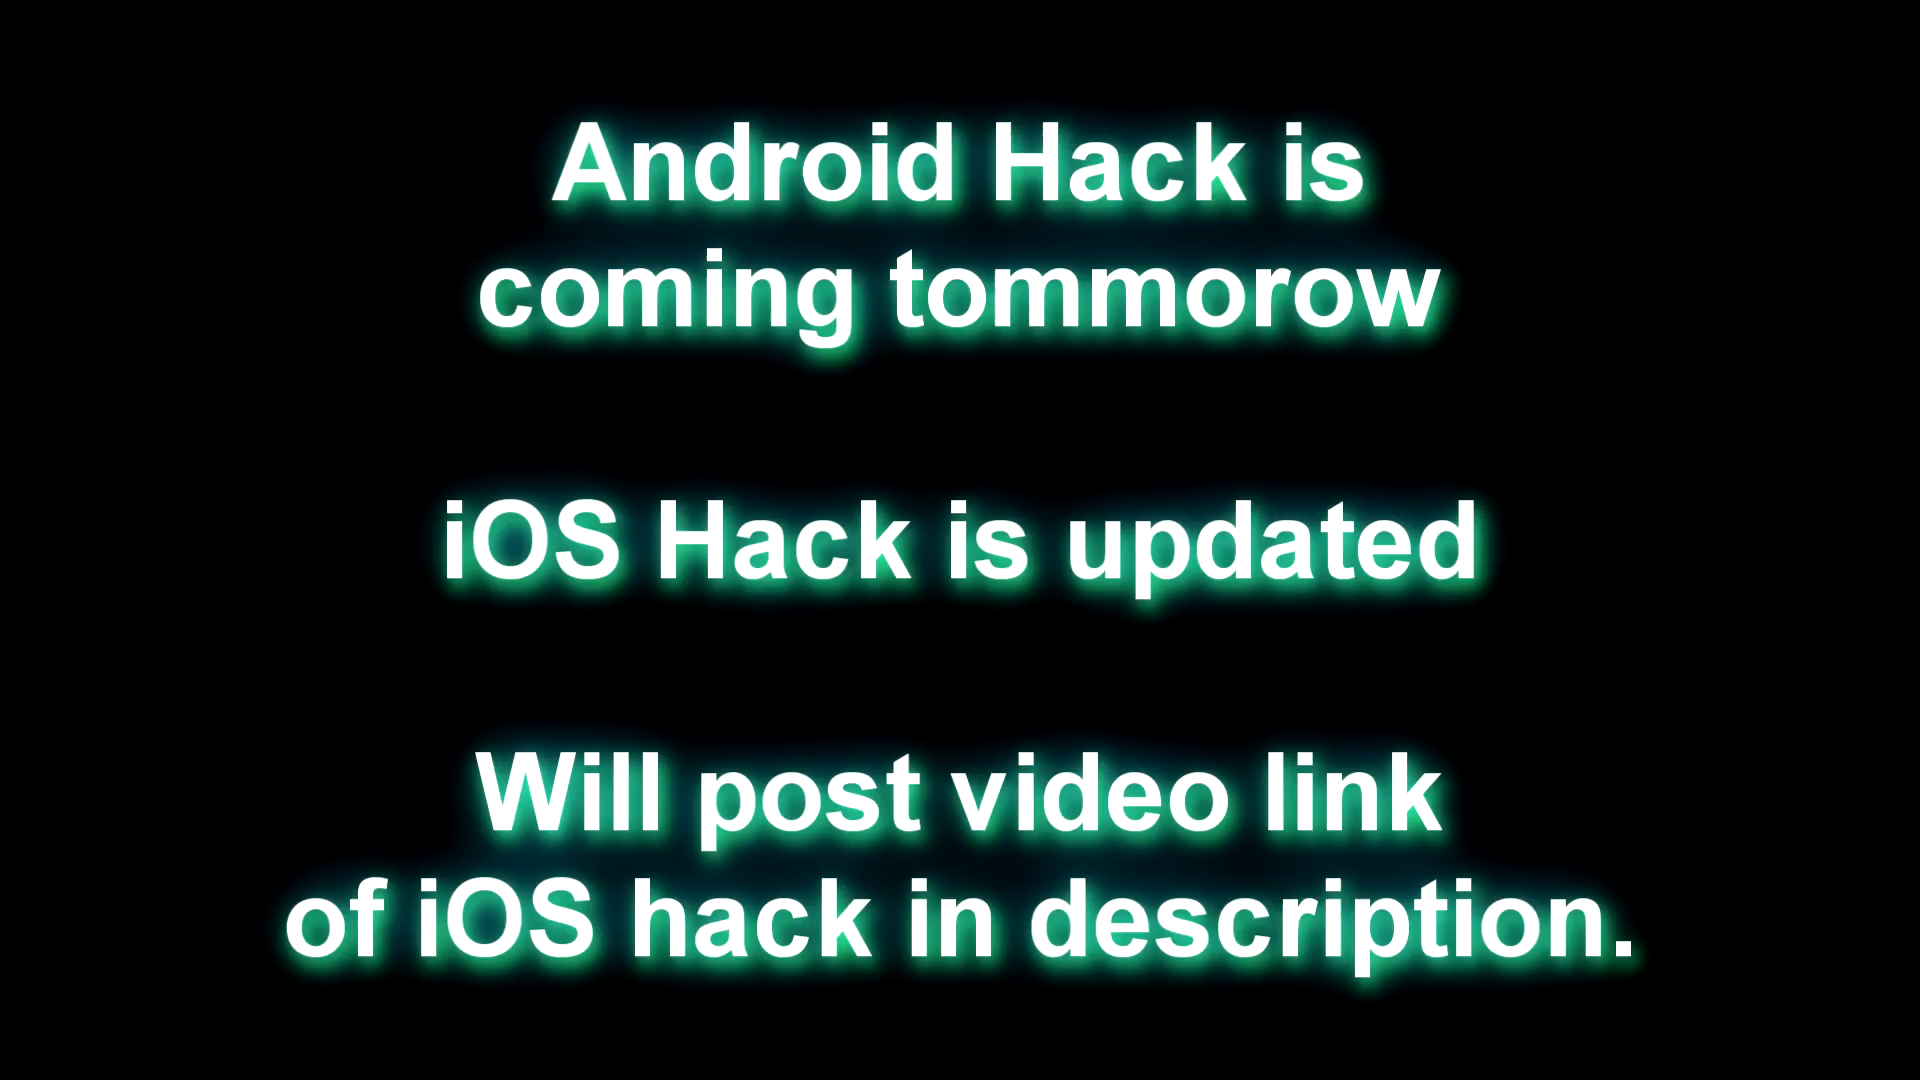 Android Hack is
coming tommorow
iOS Hack is updated
Will post video link
of iOS hack in description.